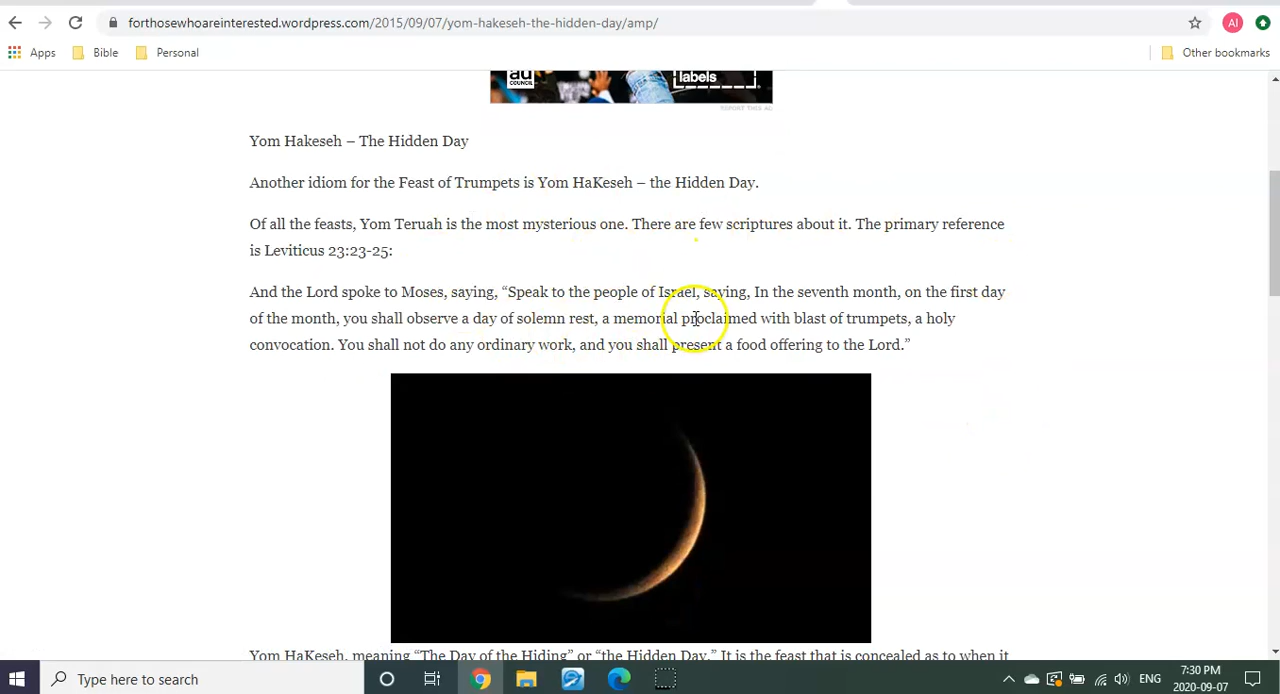 forthosewhoareinterested.wordpress.com/2015/09/07/yom-hakeseh-the-hidden-day/amp/
AI
Apps
Bible
Personal
Other bookmarks
au
COUNCIL
labels
REPORT THIS AD
Yom Hakeseh – The Hidden Day
Another idiom for the Feast of Trumpets is Yom HaKeseh – the Hidden Day.
Of all the feasts, Yom Teruah is the most mysterious one. There are few scriptures about it. The primary reference
is Leviticus 23:23-25:
And the Lord spoke to Moses, saying, “Speak to the people of Israel, saying, In the seventh month, on the first day
of the month, you shall observe a day of solemn rest, a memorial proclaimed with blast of trumpets, a holy
convocation. You shall not do any ordinary work, and you shall present a food offering to the Lord.”
Yom HaKeseh, meaning “The Day of the Hiding” or “the Hidden Day.” It is the feast that is concealed as to when it
Type here to search
ENG
7:30 PM
2020-09-07